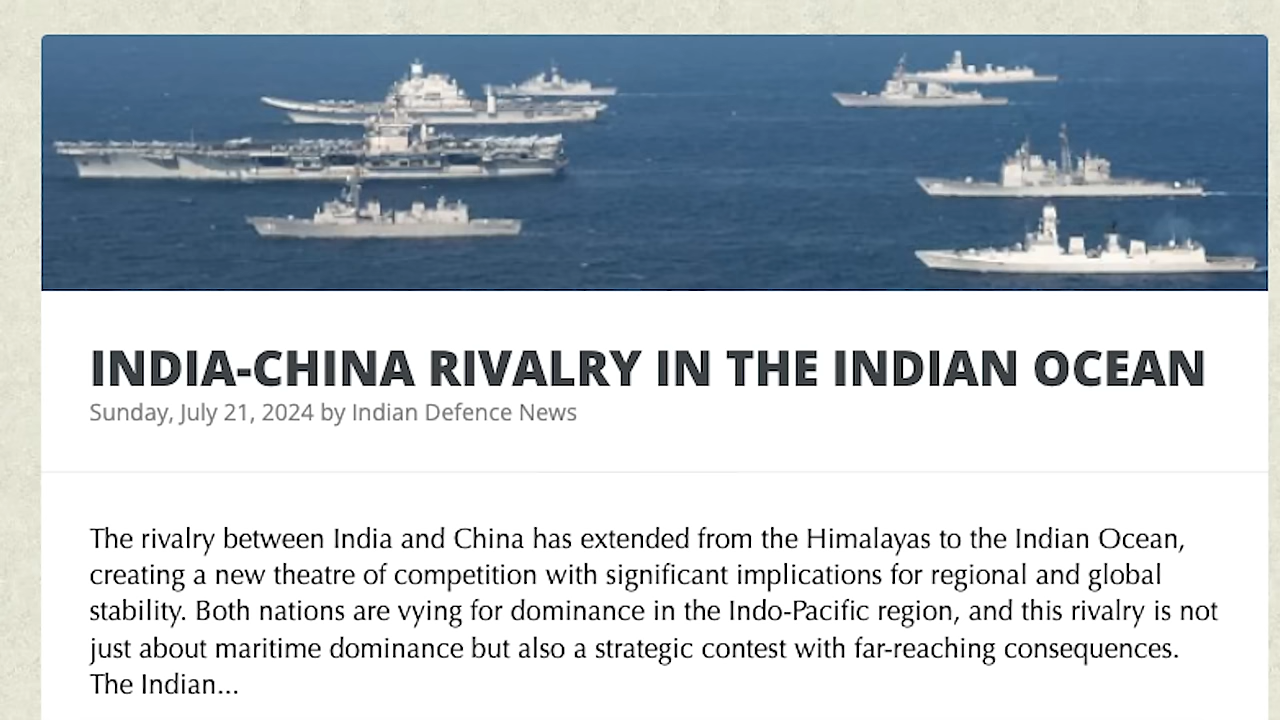 INDIA-CHINA RIVALRY IN THE INDIAN OCEAN
Sunday, July 21, 2024 by Indian Defence News
The rivalry between India and China has extended from the Himalayas to the Indian Ocean,
creating a new theatre of competition with significant implications for regional and global
stability. Both nations are vying for dominance in the Indo-Pacific region, and this rivalry is not
just about maritime dominance but also a strategic contest with far-reaching consequences.
The Indian...